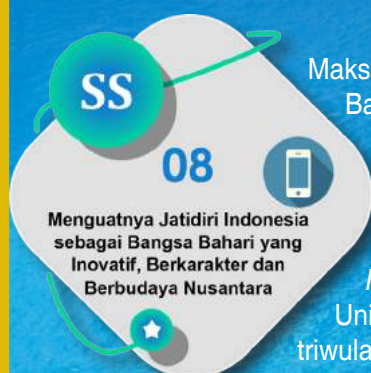 SS
Maks
Ba
08
Menguatnya Jatidiri Indonesia
sebagai Bangsa Bahari yang
Inovatif, Berkarakter dan
Berbudaya Nusantara
Uni
triwula